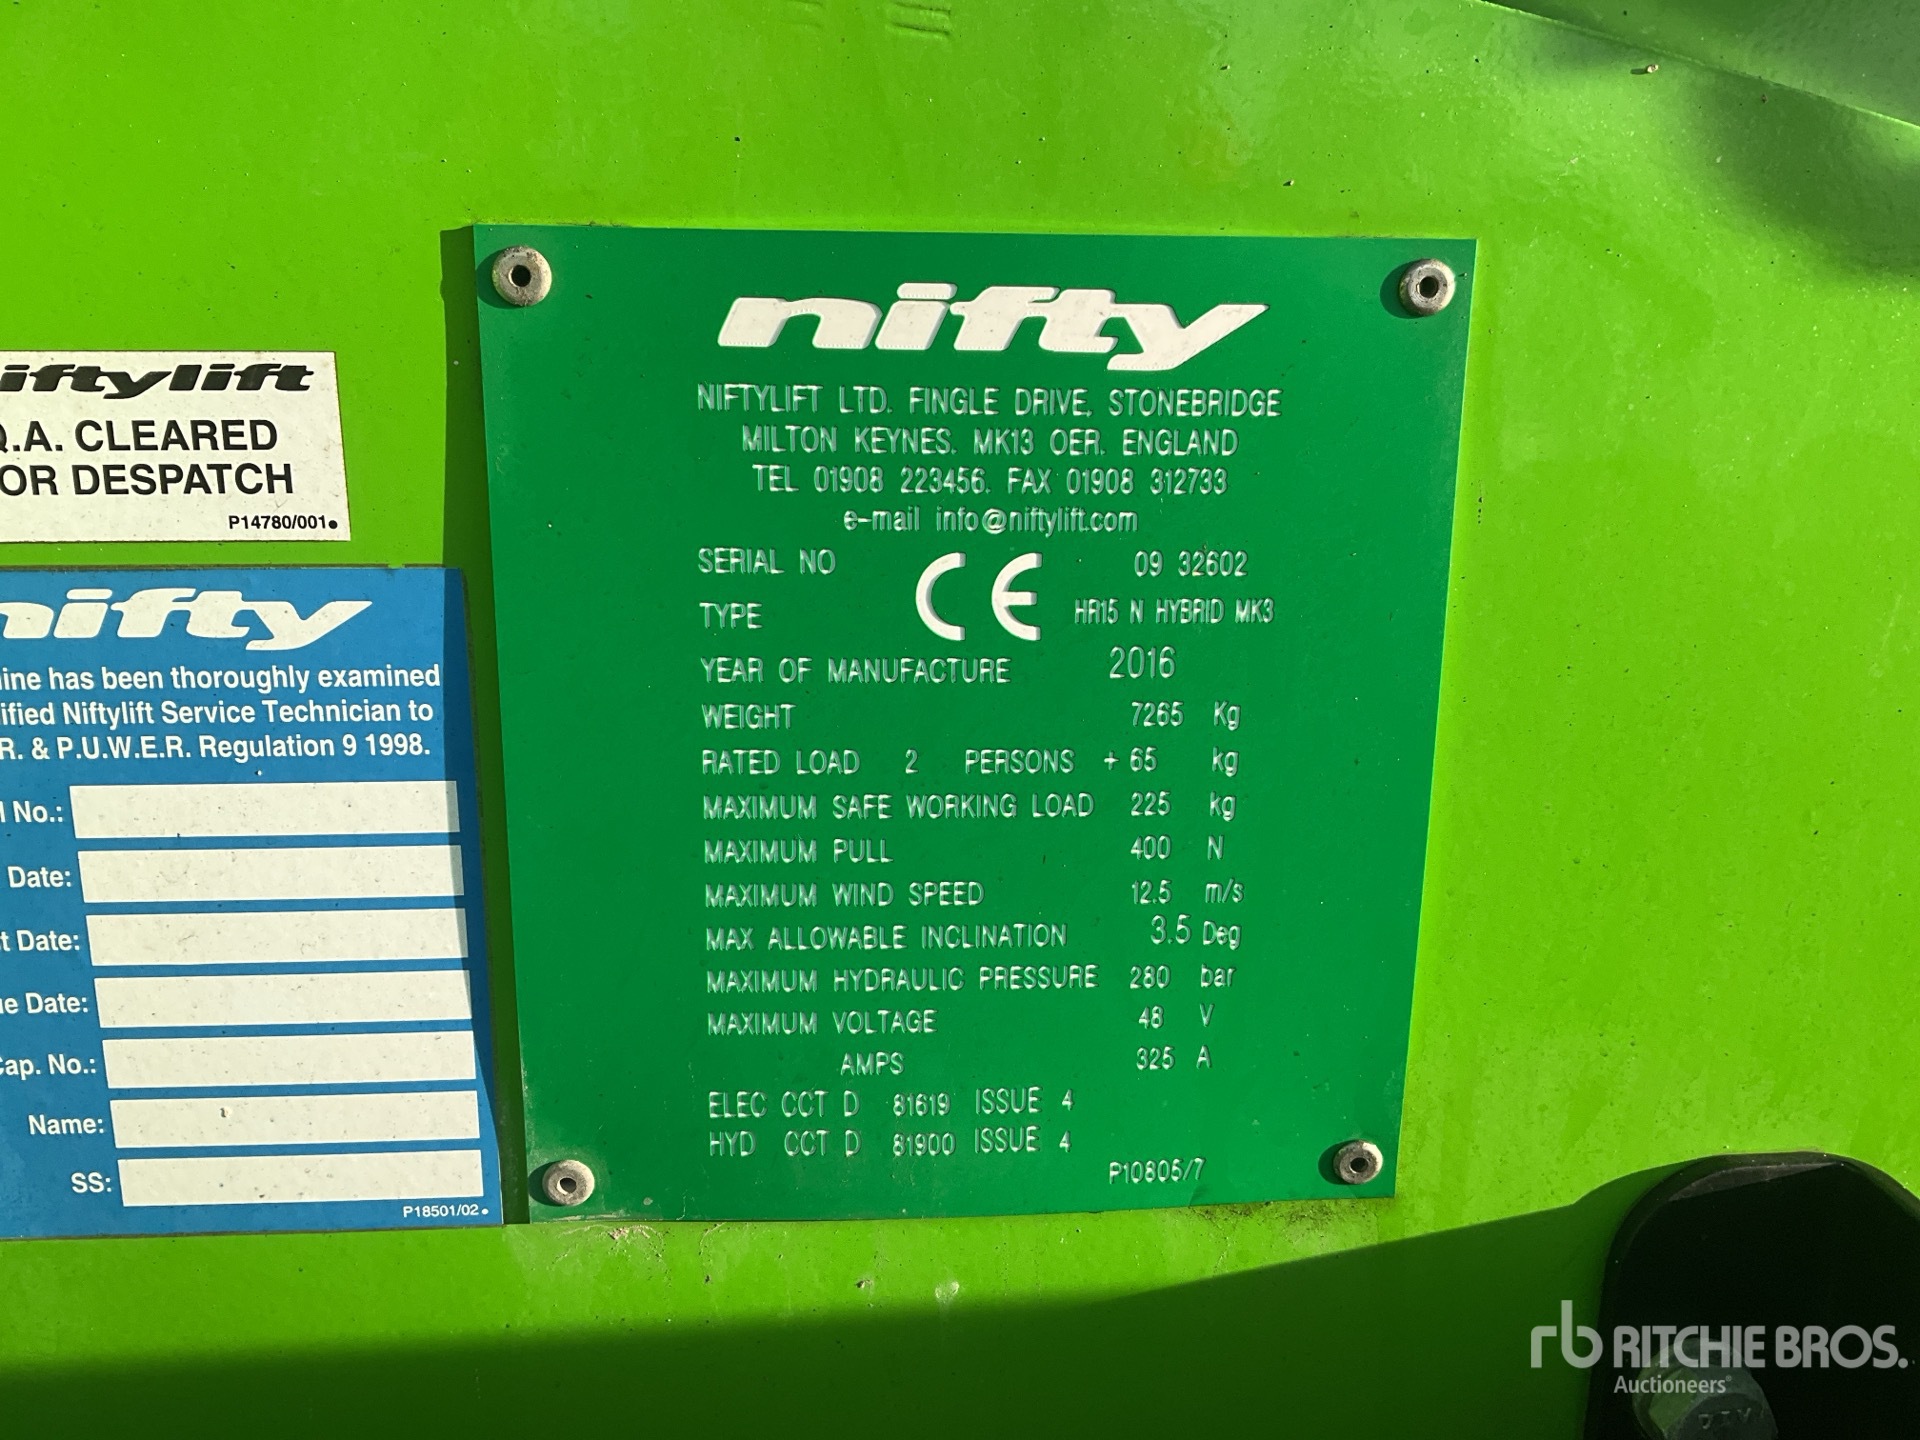 niftylift
Q.A. CLEARED
OR DESPATCH
P14780/001
nifty
ine has been thoroughly examined
ified Niftylift Service Technician to
R. & P.U.W.E.R. Regulation 9 1998.
l No.:
Date:
t Date:
e Date:
Cap. No.:
Name:
SS:
P18501/02
nifty
NIFTYLIFT LTD. FINGLE DRIVE, STONEBRIDGE
MILTON KEYNES. MK13 OER. ENGLAND
TEL 01908 223456. FAX 01908 312733
e-mail info@niftylift.com
SERIAL NO CE 09 32602
TYPE HR15 N HYBRID MK3
YEAR OF MANUFACTURE 2016
WEIGHT 7265 Kg
RATED LOAD 2 PERSONS + 65 kg
MAXIMUM SAFE WORKING LOAD 225 kg
MAXIMUM PULL 400 N
MAXIMUM WIND SPEED 12.5 m/s
MAX ALLOWABLE INCLINATION 3.5 Deg
MAXIMUM HYDRAULIC PRESSURE 280 bar
MAXIMUM VOLTAGE 48 V
AMPS 325 A
ELEC CCT D 81619 ISSUE 4
HYD CCT D 81900 ISSUE 4
P10805/7
rb RITCHIE BROS.
Auctioneers